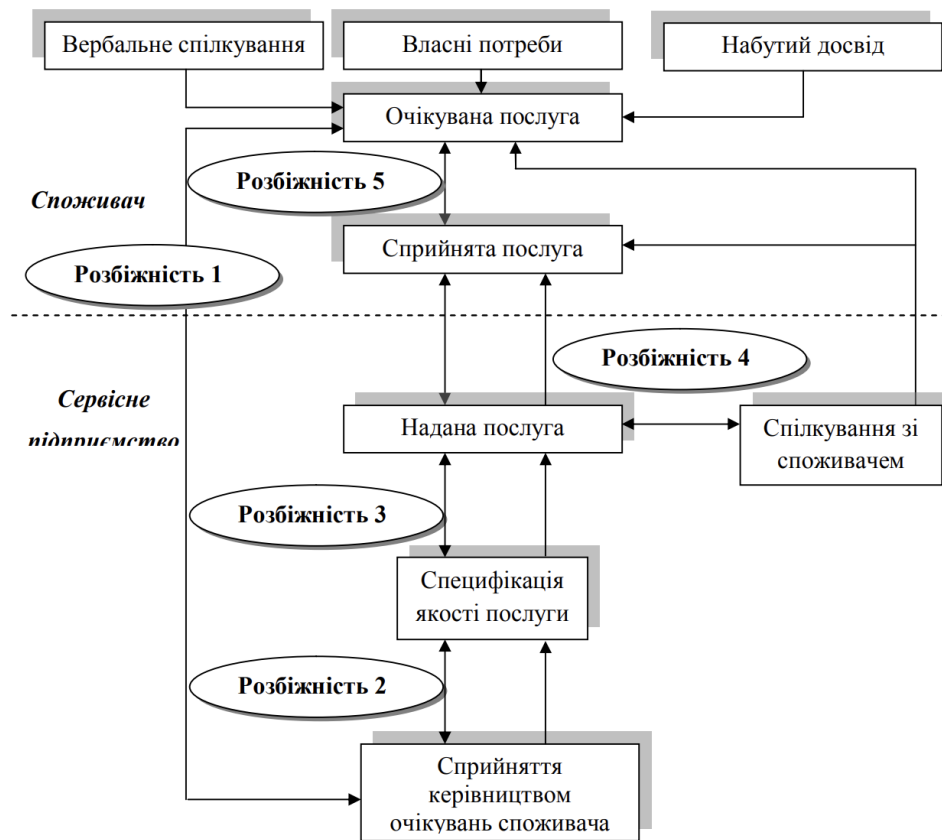 Вербальне спілкування
Власні потреби
Набутий досвід
Очікувана послуга
Розбіжність 5
Споживач
Сприйнята послуга
Розбіжність 1
Розбіжність 4
Сервісне
підприємство
Надана послуга
Спілкування зі
споживачем
Розбіжність 3
Специфікація
якості послуги
Розбіжність 2
Сприйняття
керівництвом
очікувань споживача